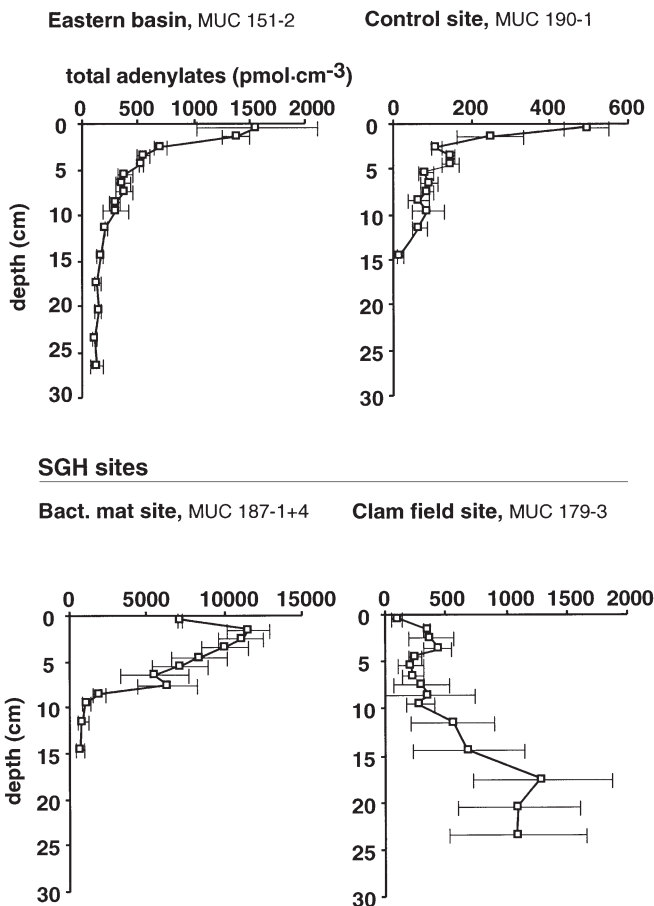 Eastern basin, MUC 151-2
Control site, MUC 190-1
total adenylates (pmol·cm-3)
0 500 1000 1500 2000
0 200 400 600
depth (cm)
0
5
10
15
20
25
30
0
5
10
15
20
25
30
SGH sites
Bact. mat site, MUC 187-1+4
Clam field site, MUC 179-3
0 5000 10000 15000
0 500 1000 1500 2000
depth (cm)
0
5
10
15
20
25
30
0
5
10
15
20
25
30